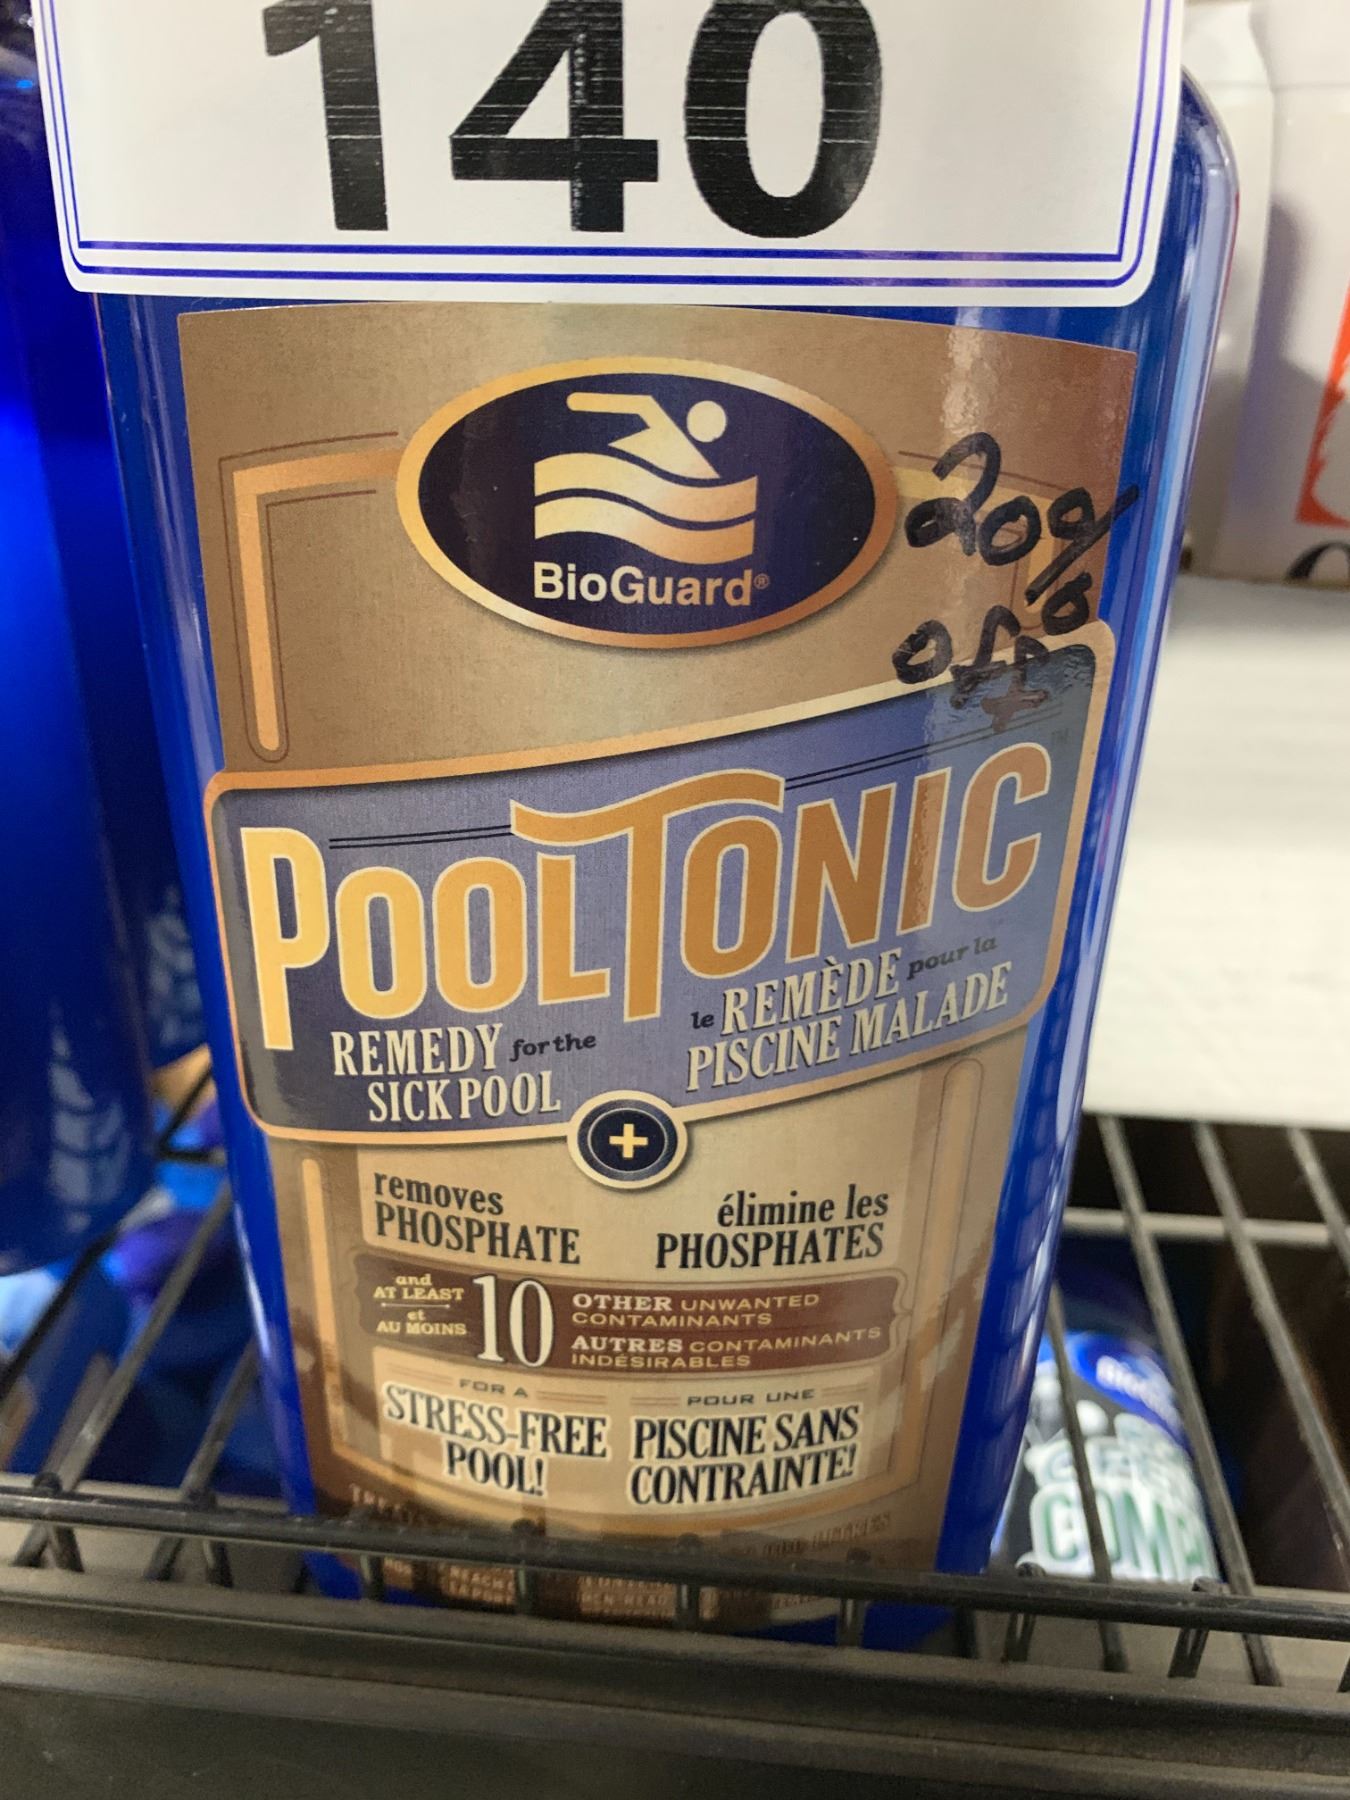 140
BioGuard®
20%
off
POOLTONIC™
REMEDY for the
SICK POOL
le REMÈDE pour la
PISCINE MALADE
+
removes
PHOSPHATE
élimine les
PHOSPHATES
and
AT LEAST
et
AU MOINS
10
OTHER UNWANTED
CONTAMINANTS
AUTRES CONTAMINANTS
INDÉSIRABLES
FOR A
STRESS-FREE
POOL!
POUR UNE
PISCINE SANS
CONTRAINTE!